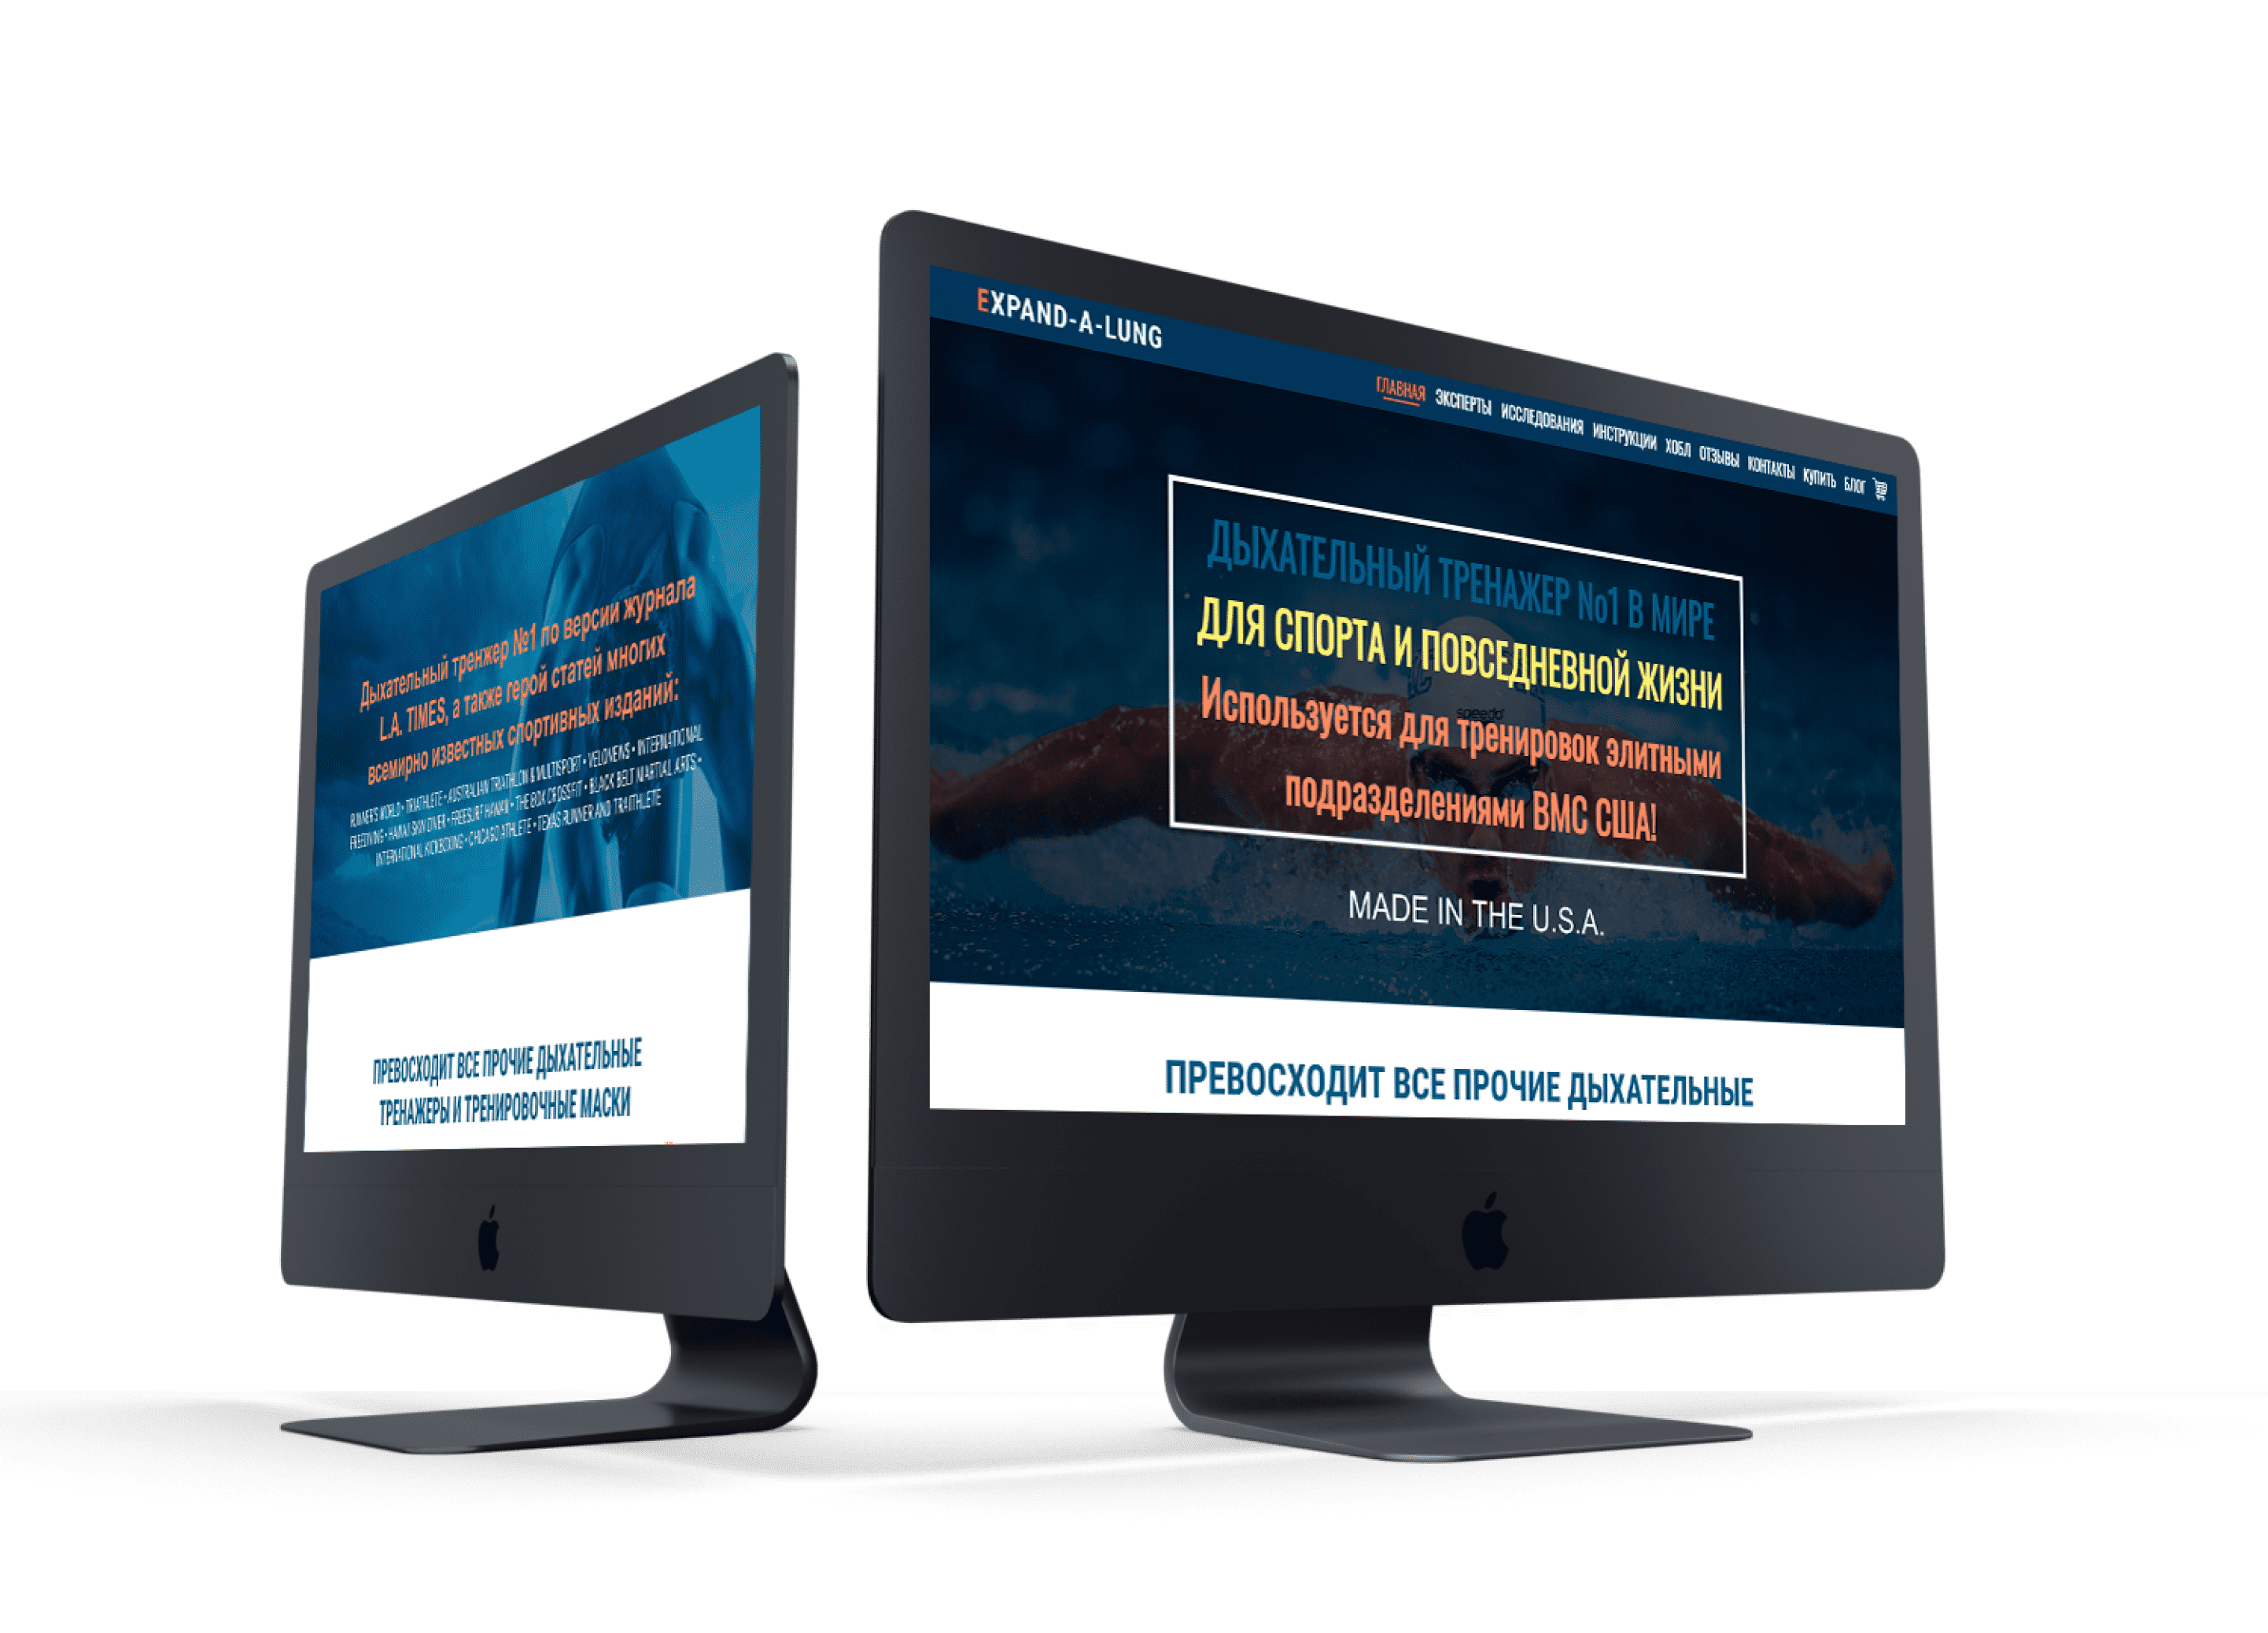 Дыхательный тренжер №1 по версии журнала
L.A. TIMES, а также герой статей многих
всемирно известных спортивных изданий:
RUNNER'S WORLD • TRIATHLETE • AUSTRALIAN TRIATHLON & MULTISPORT • VELONEWS • INTERNATIONAL
FREEDIVING • HAWAII SKIN DIVER • FREESURF HAWAII • THE BOX CROSSFIT • BLACK BELT MARTIAL ARTS •
INTERNATIONAL KICKBOXING • CHICAGO ATHLETE • TEXAS RUNNER AND TRIATHLETE
ПРЕВОСХОДИТ ВСЕ ПРОЧИЕ ДЫХАТЕЛЬНЫЕ
ТРЕНАЖЕРЫ И ТРЕНИРОВОЧНЫЕ МАСКИ
EXPAND-A-LUNG
ГЛАВНАЯ ЭКСПЕРТЫ ИССЛЕДОВАНИЯ ИНСТРУКЦИИ ХОБЛ ОТЗЫВЫ КОНТАКТЫ КУПИТЬ БЛОГ
ДЫХАТЕЛЬНЫЙ ТРЕНАЖЕР №1 В МИРЕ
ДЛЯ СПОРТА И ПОВСЕДНЕВНОЙ ЖИЗНИ
speedo
Используется для тренировок элитными
подразделениями ВМС США!
MADE IN THE U.S.A.
ПРЕВОСХОДИТ ВСЕ ПРОЧИЕ ДЫХАТЕЛЬНЫЕ